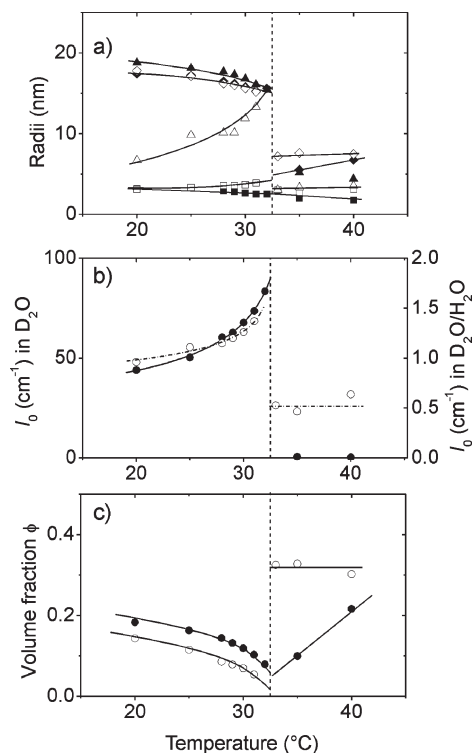 a)
20
10
0
Radii (nm)
20
30
40
b)
100
50
0
I₀ (cm⁻¹) in D₂O
2.0
1.5
1.0
0.5
0.0
I₀ (cm⁻¹) in D₂O/H₂O
20
30
40
c)
0.4
0.2
0.0
Volume fraction ϕ
20
30
40
Temperature (°C)